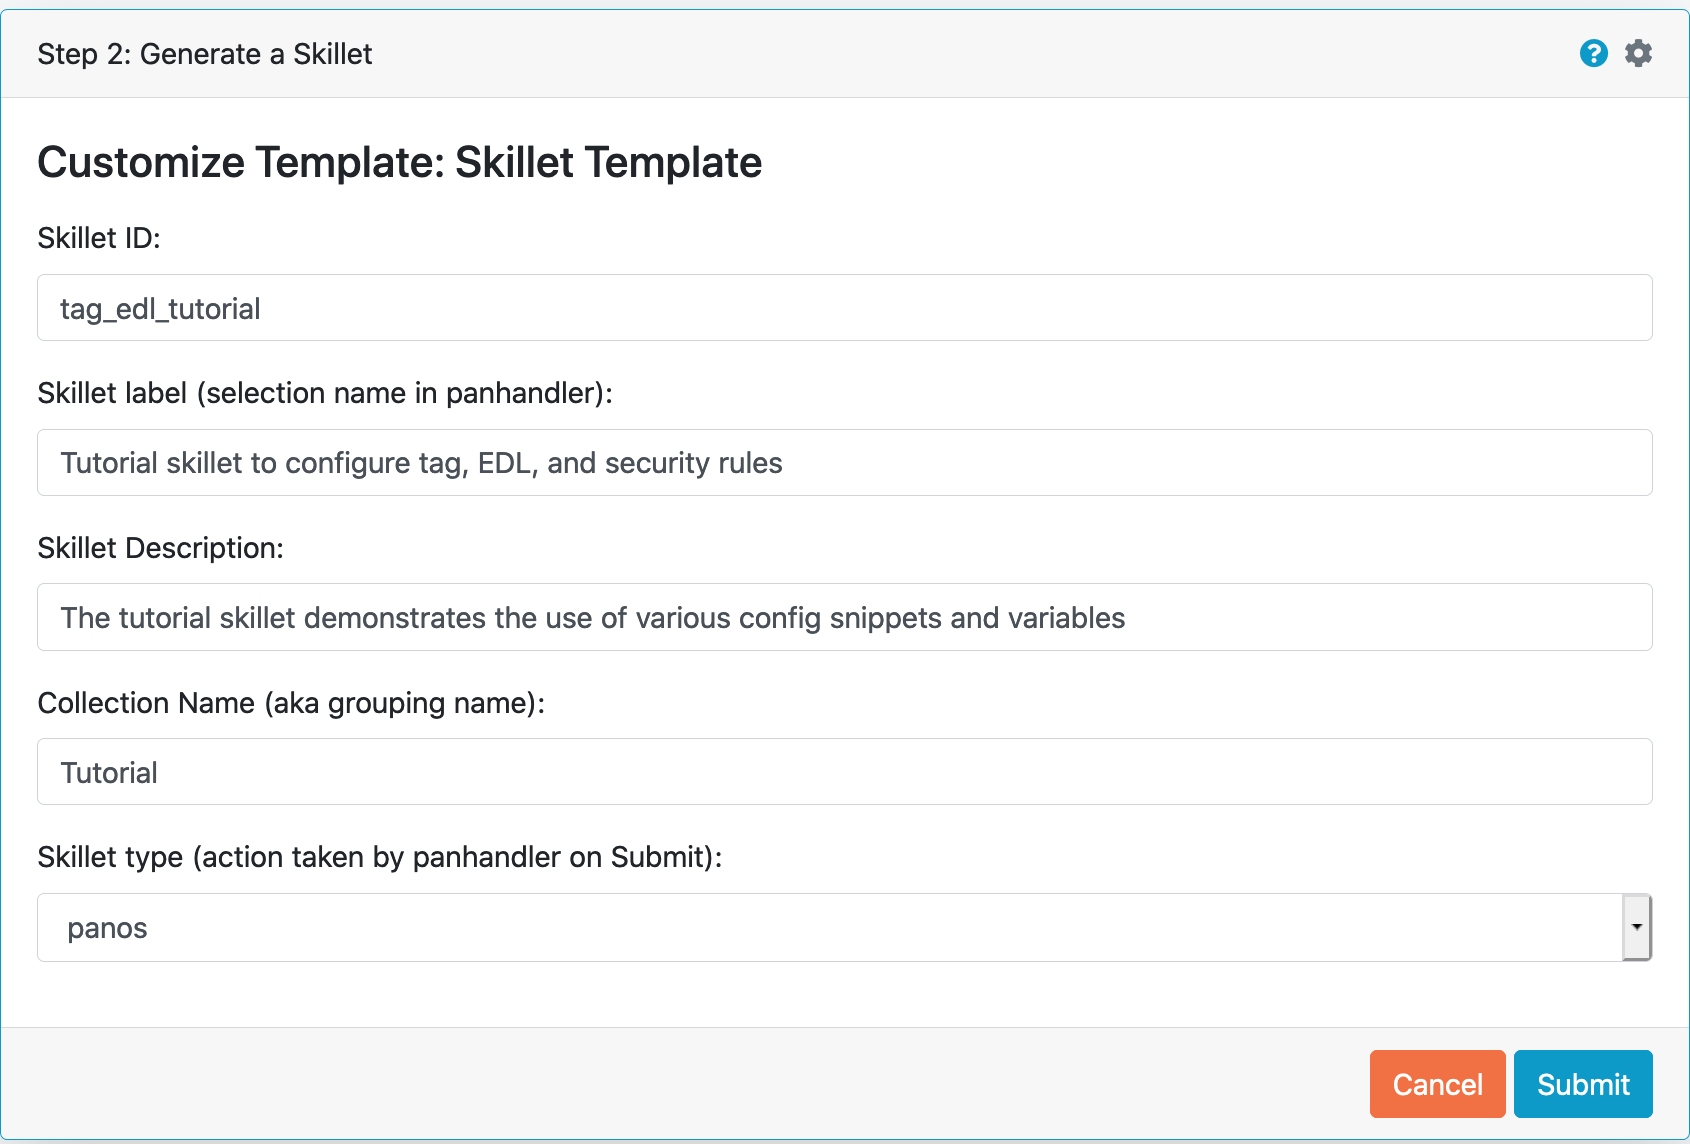 Step 2: Generate a Skillet
Customize Template: Skillet Template
Skillet ID:
tag_edl_tutorial
Skillet label (selection name in panhandler):
Tutorial skillet to configure tag, EDL, and security rules
Skillet Description:
The tutorial skillet demonstrates the use of various config snippets and variables
Collection Name (aka grouping name):
Tutorial
Skillet type (action taken by panhandler on Submit):
panos
Cancel Submit